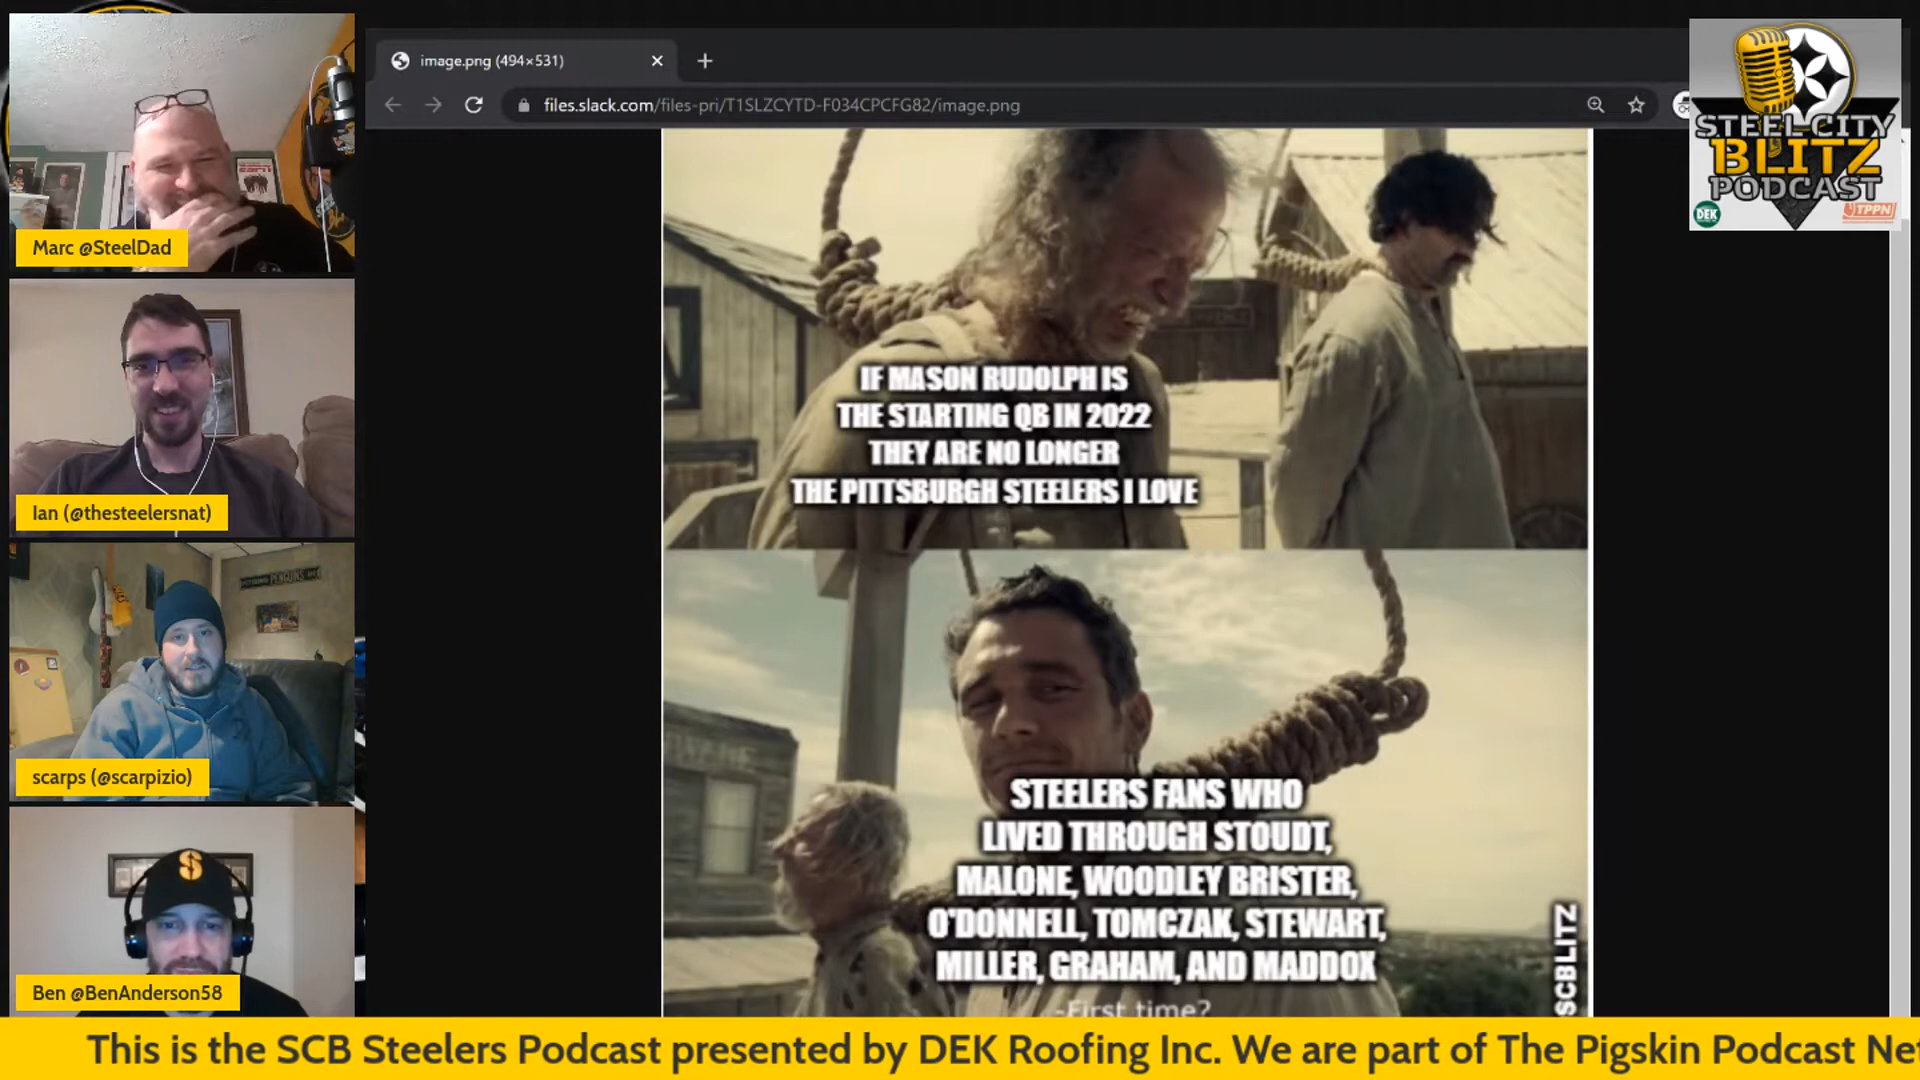 image.png (494×531)
files.slack.com/files-pri/T1SLZCYTD-F034CPCFG82/image.png
STEEL CITY
BLITZ
PODCAST
DEK
TPPN
Marc @SteelDad
Ian (@thesteelersnat)
scarps (@scarpizio)
Ben @BenAnderson58
IF MASON RUDOLPH IS
THE STARTING QB IN 2022
THEY ARE NO LONGER
THE PITTSBURGH STEELERS I LOVE
STEELERS FANS WHO
LIVED THROUGH STOUDT,
MALONE, WOODLEY BRISTER,
O'DONNELL, TOMCZAK, STEWART,
MILLER, GRAHAM, AND MADDOX
-First time?
SCBLITZ
This is the SCB Steelers Podcast presented by DEK Roofing Inc. We are part of The Pigskin Podcast Ne